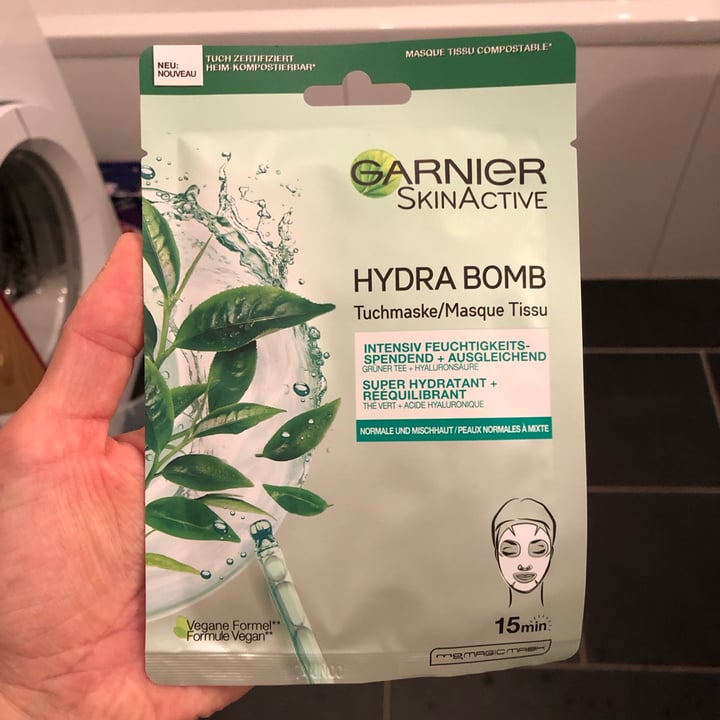 NEU:
NOUVEAU
TUCH ZERTIFIZIERT
HEIM-KOMPOSTIERBAR*
MASQUE TISSU COMPOSTABLE*
GARNIER
SKINACTIVE
HYDRA BOMB
Tuchmaske/Masque Tissu
INTENSIV FEUCHTIGKEITS-
SPENDEND + AUSGLEICHEND
GRÜNER TEE + HYALURONSÄURE
SUPER HYDRATANT +
RÉÉQUILIBRANT
THÉ VERT + ACIDE HYALURONIQUE
NORMALE UND MISCHHAUT / PEAUX NORMALES À MIXTE
15min
Vegane Formel**
Formule Vegan**
MAGIC MASK